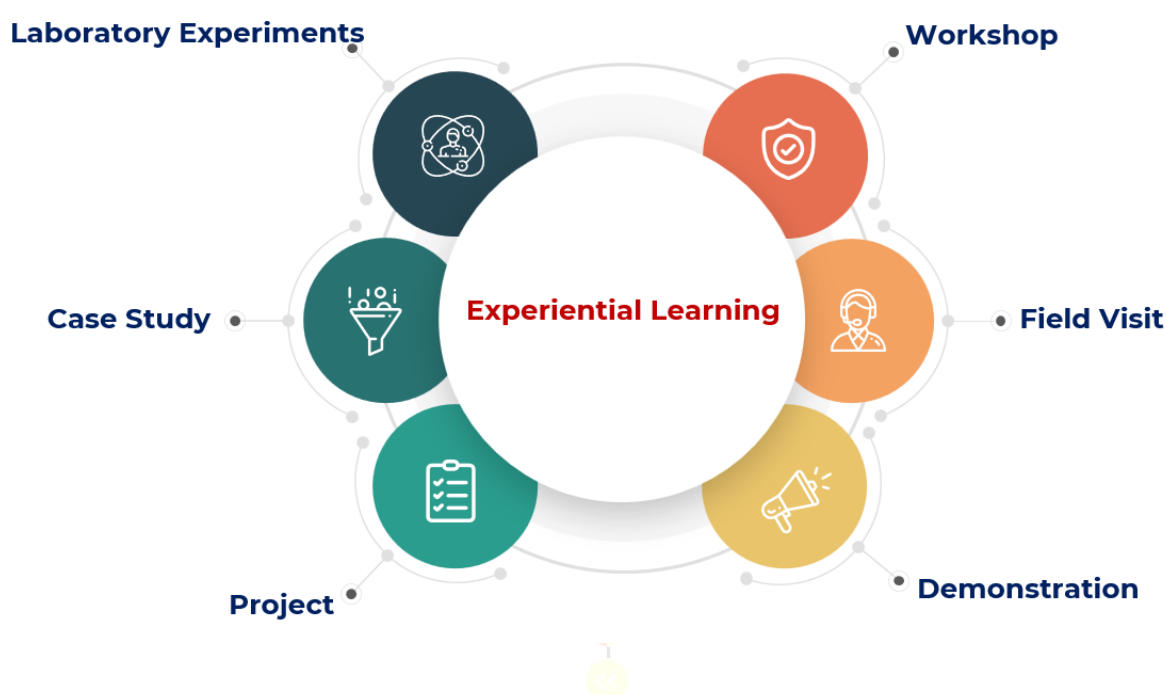 Laboratory Experiments
Workshop
Case Study
Experiential Learning
Field Visit
Project
Demonstration